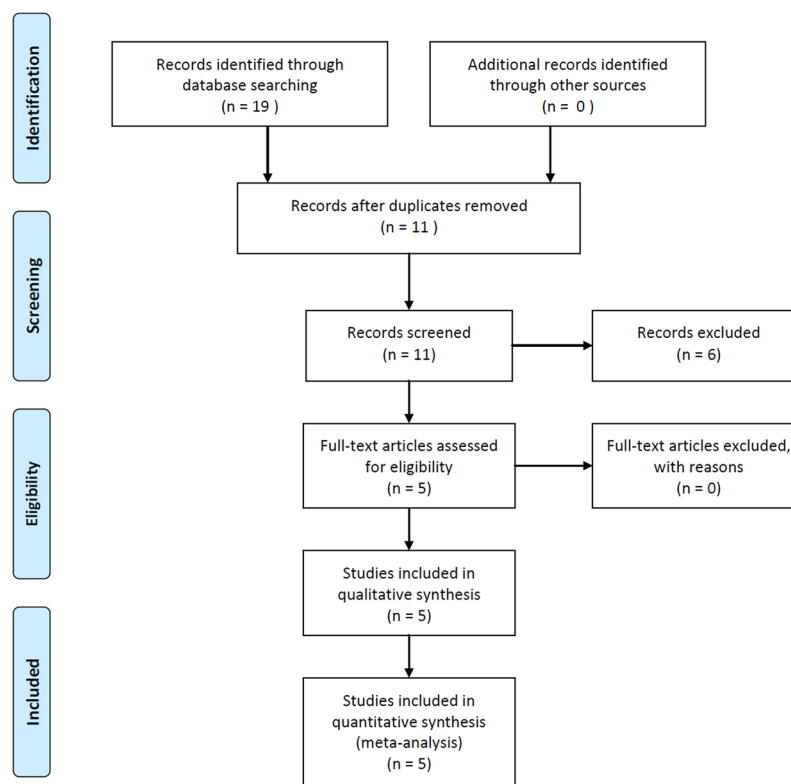 Identification
Records identified through
database searching
(n = 19 )
Additional records identified
through other sources
(n = 0 )
Records after duplicates removed
(n = 11 )
Screening
Records screened
(n = 11)
Records excluded
(n = 6)
Eligibility
Full-text articles assessed
for eligibility
(n = 5)
Full-text articles excluded,
with reasons
(n = 0)
Studies included in
qualitative synthesis
(n = 5)
Included
Studies included in
quantitative synthesis
(meta-analysis)
(n = 5)